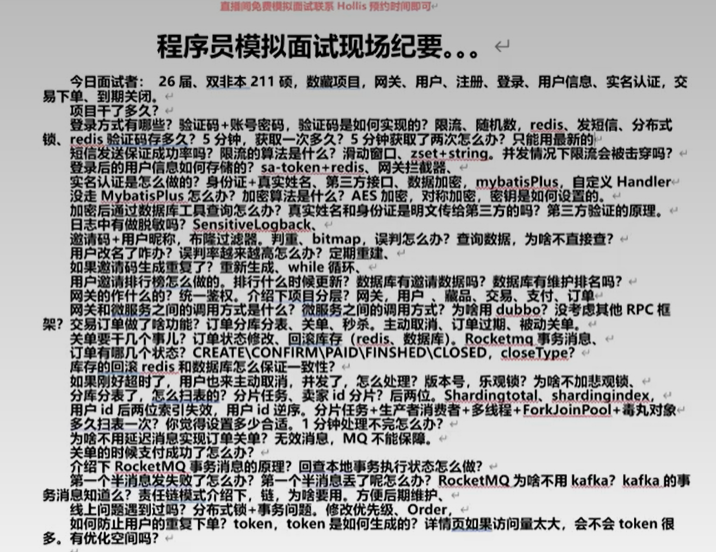 直播间免费模拟面试联系 Hollis 预约时间即可
程序员模拟面试现场纪要。。。
今日面试者： 26 届、双非本 211 硕，数藏项目，网关、用户、注册、登录、用户信息、实名认证，交
易下单、到期关闭。
项目干了多久？
登录方式有哪些？验证码+账号密码，验证码是如何实现的？限流、随机数，redis、发短信、分布式
锁、redis 验证码存多久？5 分钟，获取一次多久？5 分钟获取了两次怎么办？只能用最新的
短信发送保证成功率吗？限流的算法是什么？滑动窗口、zset+string。并发情况下限流会被击穿吗？
登录后的用户信息如何存储的？sa-token+redis、网关拦截器、
实名认证是怎么做的？身份证+真实姓名、第三方接口、数据加密，mybatisPlus，自定义 Handler
没走 MybatisPlus 怎么办？加密算法是什么？AES 加密，对称加密，密钥是如何设置的。
加密后通过数据库工具查询怎么办？真实姓名和身份证是明文传给第三方的吗？第三方验证的原理。
日志中有做脱敏吗？SensitiveLogback、
邀请码+用户昵称，布隆过滤器。判重、bitmap，误判怎么办？查询数据，为啥不直接查？
用户改名了咋办？误判率越来越高怎么办？定期重建、
如果邀请码生成重复了？重新生成、while 循环、
用户邀请排行榜怎么做的。排行什么时候更新？数据库有邀请数据吗？数据库有维护排名吗？
网关的作什么的？统一鉴权。介绍下项目分层？网关，用户 、藏品、交易、支付、订单
网关和微服务之间的调用方式是什么？微服务之间的调用方式？为啥用 dubbo？没考虑其他 RPC 框
架？交易订单做了啥功能？订单分库分表、关单、秒杀。主动取消、订单过期、被动关单。
关单要干几个事儿？订单状态修改、回滚库存（redis、数据库）。Rocketmq 事务消息、
订单有哪几个状态？CREATE\CONFIRM\PAID\FINSHED\CLOSED，closeType？
库存的回滚 redis 和数据库怎么保证一致性？
如果刚好超时了，用户也来主动取消，并发了，怎么处理？版本号，乐观锁？为啥不加悲观锁、
分库分表了，怎么扫表的？分片任务、卖家 id 分片？后两位。Shardingtotal、shardingindex，
用户 id 后两位索引失效，用户 id 逆序。分片任务+生产者消费者+多线程+ForkJoinPool+毒丸对象
多久扫表一次？你觉得设置多少合适。1 分钟处理不完怎么办？
为啥不用延迟消息实现订单关单？无效消息，MQ 不能保障。
关单的时候支付成功了怎么办？
介绍下 RocketMQ 事务消息的原理？回查本地事务执行状态怎么做？
第一个半消息发失败了怎么办？第一个半消息丢了呢怎么办？RocketMQ 为啥不用 kafka？kafka 的事
务消息知道么？责任链模式介绍下，链，为啥要用。方便后期维护、
线上问题遇到过吗？分布式锁+事务问题。修改优先级、Order，
如何防止用户的重复下单？token，token 是如何生成的？详情页如果访问量太大，会不会 token 很
多。有优化空间吗？